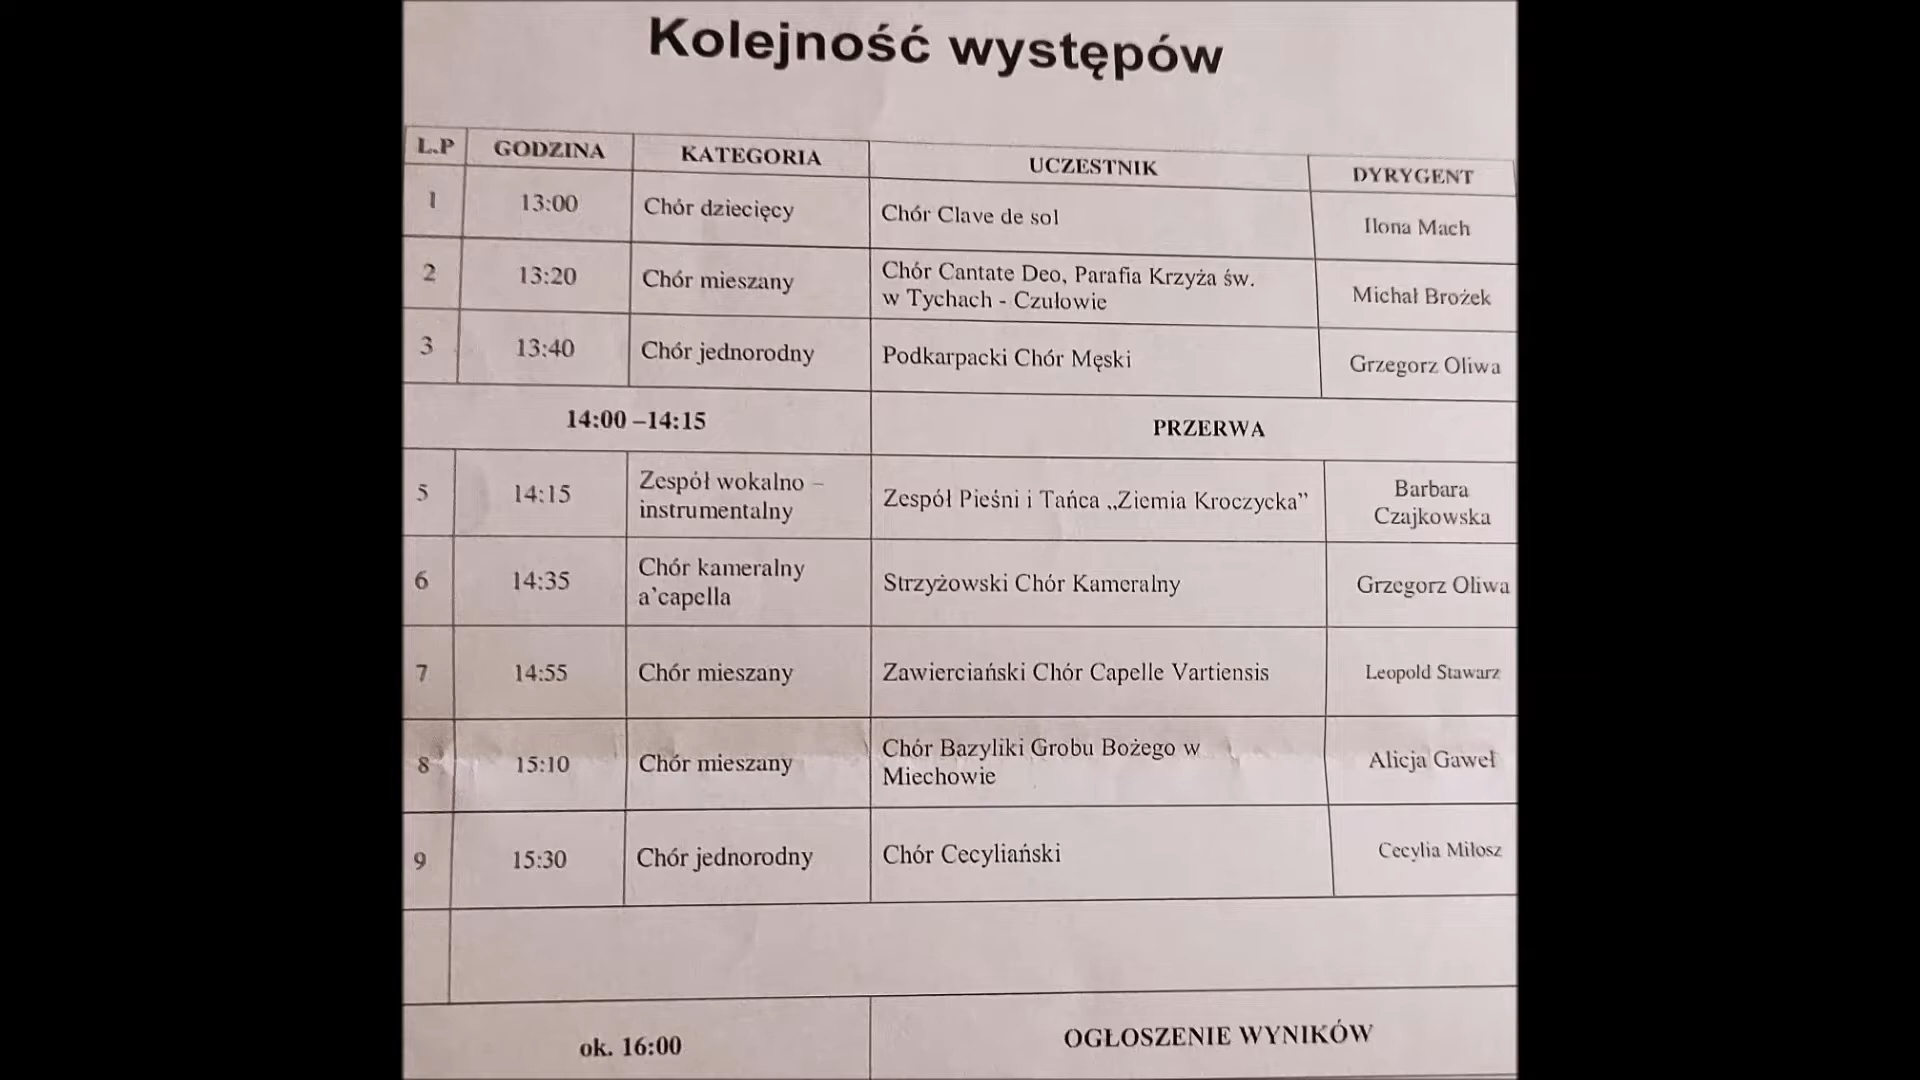 Kolejność występów
L.P GODZINA KATEGORIA UCZESTNIK DYRYGENT
1 13:00 Chór dziecięcy Chór Clave de sol Ilona Mach
2 13:20 Chór mieszany Chór Cantate Deo, Parafia Krzyża św.
w Tychach - Czułowie Michał Brożek
3 13:40 Chór jednorodny Podkarpacki Chór Męski Grzegorz Oliwa
14:00 –14:15 PRZERWA
5 14:15 Zespół wokalno –
instrumentalny Zespół Pieśni i Tańca „Ziemia Kroczycka” Barbara
Czajkowska
6 14:35 Chór kameralny
a’capella Strzyżowski Chór Kameralny Grzegorz Oliwa
7 14:55 Chór mieszany Zawierciański Chór Capelle Vartiensis Leopold Stawarz
8 15:10 Chór mieszany Chór Bazyliki Grobu Bożego w
Miechowie Alicja Gaweł
9 15:30 Chór jednorodny Chór Cecyliański Cecylia Miłosz
ok. 16:00 OGŁOSZENIE WYNIKÓW